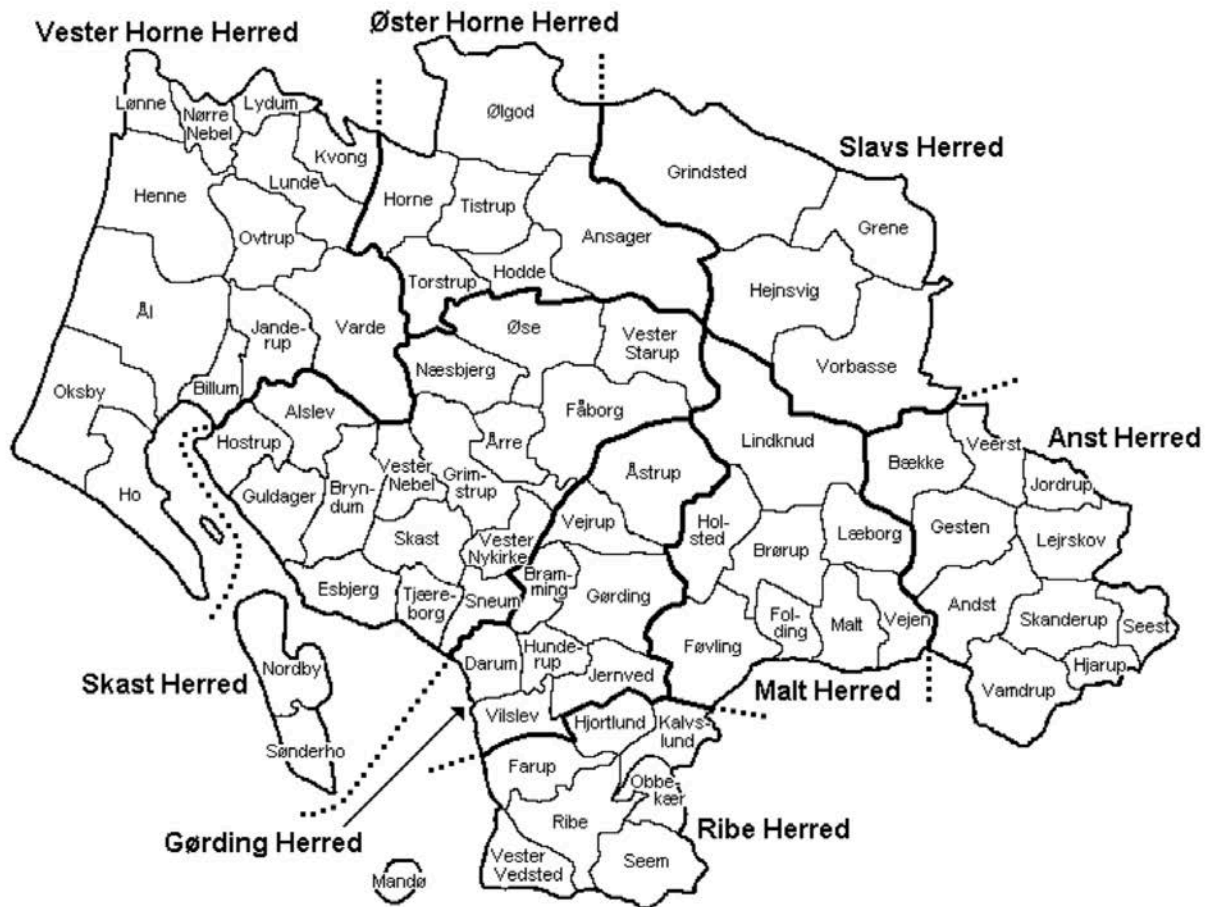 Vester Horne Herred
Øster Horne Herred
Slavs Herred
Anst Herred
Skast Herred
Malt Herred
Gørding Herred
Ribe Herred
Lønne
Nørre
Nebel
Lydum
Kvong
Lunde
Henne
Ovtrup
Ål
Jande-
rup
Varde
Billum
Oksby
Ho
Ølgod
Horne
Tistrup
Ansager
Torstrup
Hodde
Grindsted
Grene
Hejnsvig
Vorbasse
Øse
Vester
Starup
Næsbjerg
Fåborg
Alslev
Hostrup
Årre
Vester
Nebel
Grim-
strup
Guldager
Bryn-
dum
Skast
Vester
Nykirke
Esbjerg
Tjære-
borg
Sneum
Nordby
Sønderho
Åstrup
Vejrup
Bram-
ming
Gørding
Darum
Hunde-
rup
Jernved
Vilslev
Lindknud
Hol-
sted
Brørup
Læborg
Føvling
Fol-
ding
Malt
Vejen
Bække
Veerst
Jordrup
Gesten
Lejrskov
Andst
Skanderup
Seest
Hjarup
Vamdrup
Hjortlund
Kalvs-
lund
Farup
Obbe-
kær
Ribe
Vester
Vedsted
Seem
Mandø